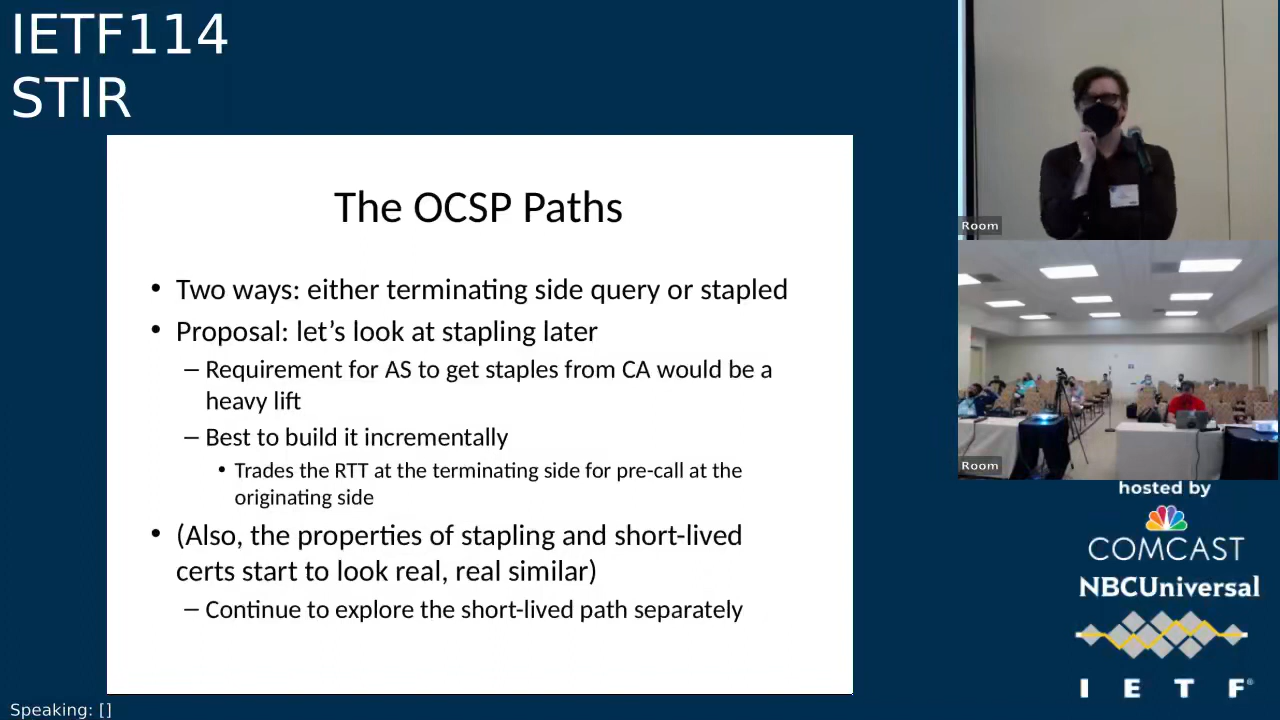 IETF114
STIR
The OCSP Paths
• Two ways: either terminating side query or stapled
• Proposal: let’s look at stapling later
– Requirement for AS to get staples from CA would be a
heavy lift
– Best to build it incrementally
• Trades the RTT at the terminating side for pre-call at the
originating side
• (Also, the properties of stapling and short-lived
certs start to look real, real similar)
– Continue to explore the short-lived path separately
Room
Room
hosted by
COMCAST
NBCUniversal
I E T F®
Speaking: []